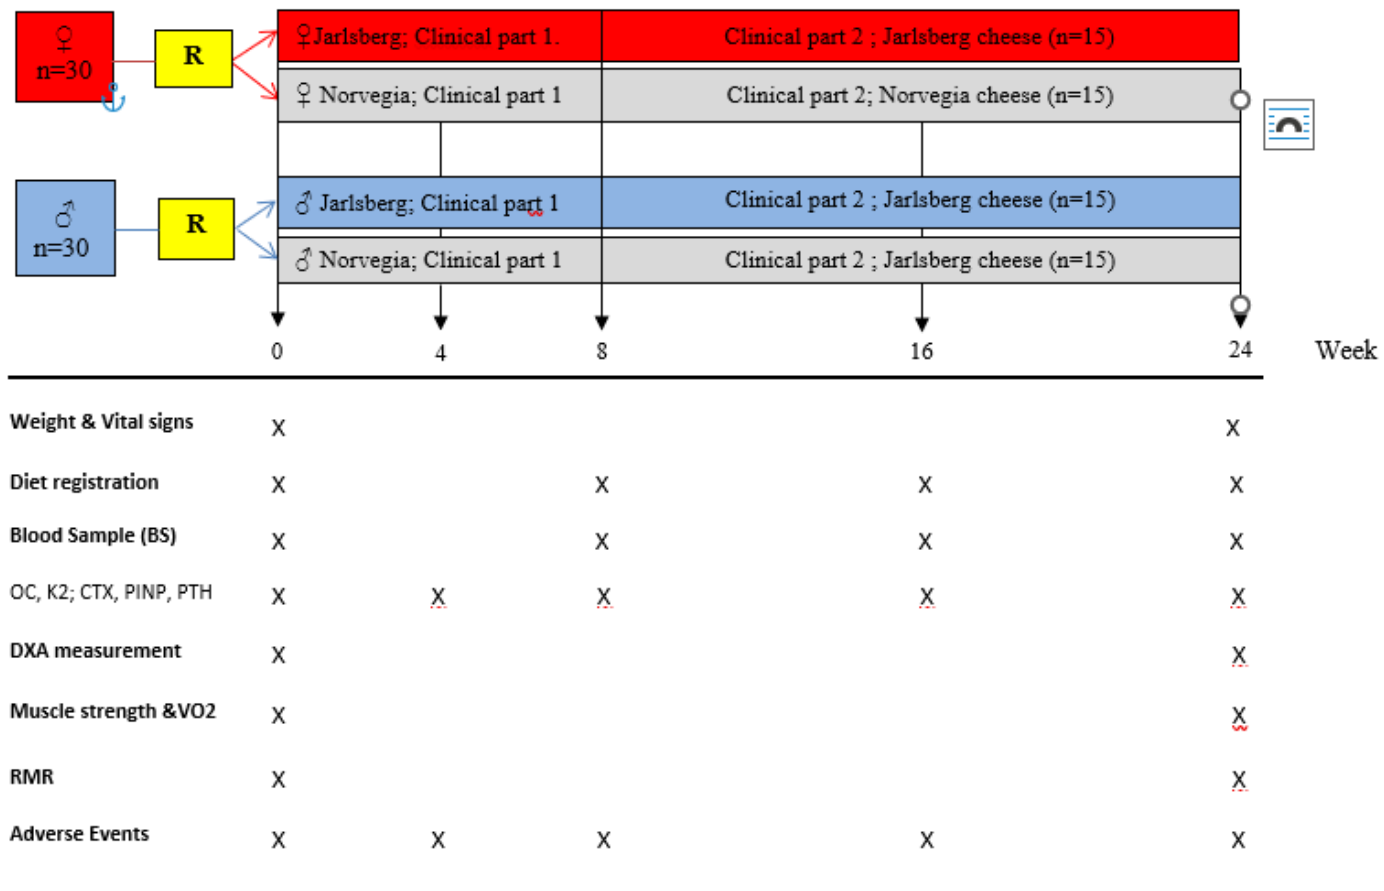 ♀
n=30
R
♀Jarlsberg; Clinical part 1.
Clinical part 2 ; Jarlsberg cheese (n=15)
♀ Norvegia; Clinical part 1
Clinical part 2; Norvegia cheese (n=15)
♂
n=30
R
♂ Jarlsberg; Clinical part 1
Clinical part 2 ; Jarlsberg cheese (n=15)
♂ Norvegia; Clinical part 1
Clinical part 2 ; Jarlsberg cheese (n=15)
0 4 8 16 24 Week
Weight & Vital signs X X
Diet registration X X X X
Blood Sample (BS) X X X X
OC, K2; CTX, PINP, PTH X X X X X
DXA measurement X X
Muscle strength &VO2 X X
RMR X X
Adverse Events X X X X X